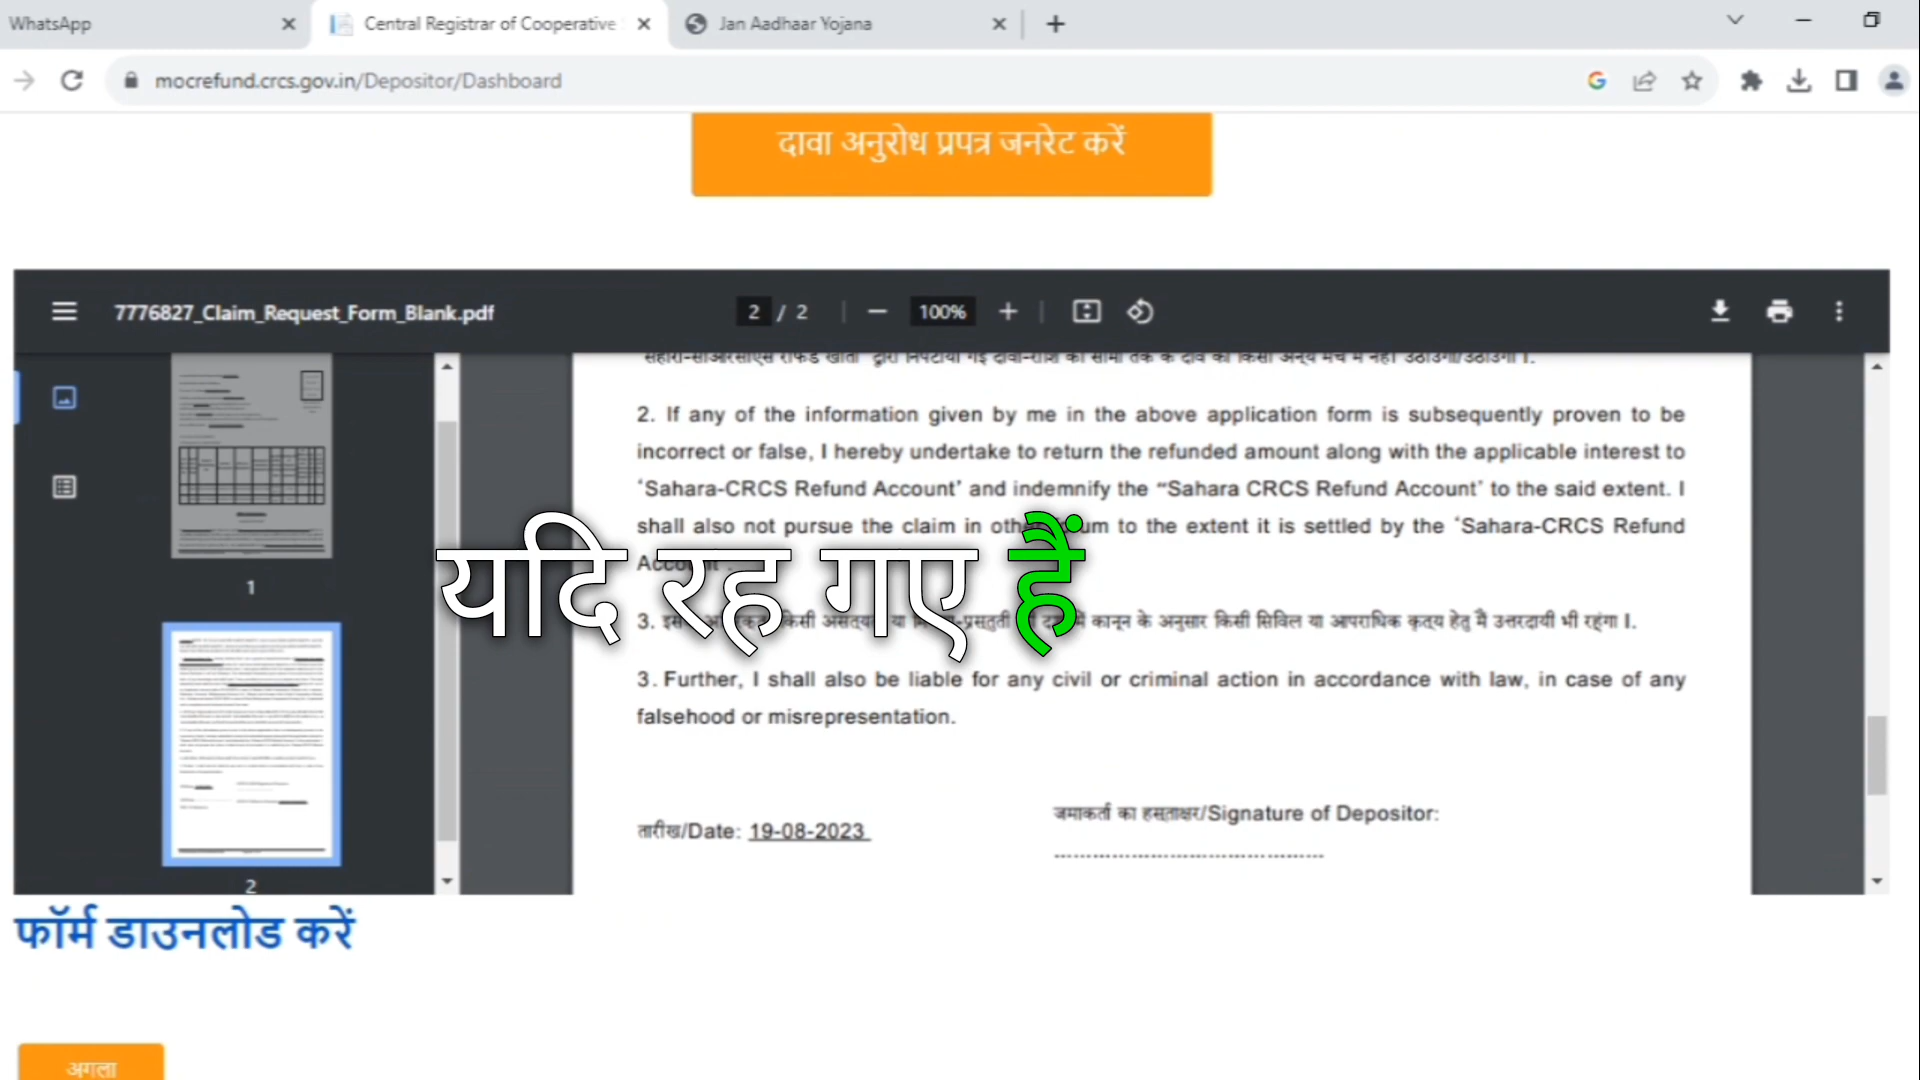 WhatsApp
Central Registrar of Cooperative
Jan Aadhaar Yojana
mocrefund.crcs.gov.in/Depositor/Dashboard
दावा अनुरोध प्रपत्र जनरेट करें
7776827_Claim_Request_Form_Blank.pdf
2 / 2
100%
2. If any of the information given by me in the above application form is subsequently proven to be
incorrect or false, I hereby undertake to return the refunded amount along with the applicable interest to
'Sahara-CRCS Refund Account' and indemnify the "Sahara CRCS Refund Account' to the said extent. I
shall also not pursue the claim in to the extent it is settled by the 'Sahara-CRCS Refund
यदि रह गए हैं
3. किसी या कानून के अनुसार किसी सिविल या आपराधिक कृत्य हेतु मै उत्तरदायी भी रहूंगा I.
3. Further, I shall also be liable for any civil or criminal action in accordance with law, in case of any
falsehood or misrepresentation.
तारीख/Date: 19-08-2023
जमाकर्ता का हस्ताक्षर/Signature of Depositor:
1
2
फॉर्म डाउनलोड करें
अगला